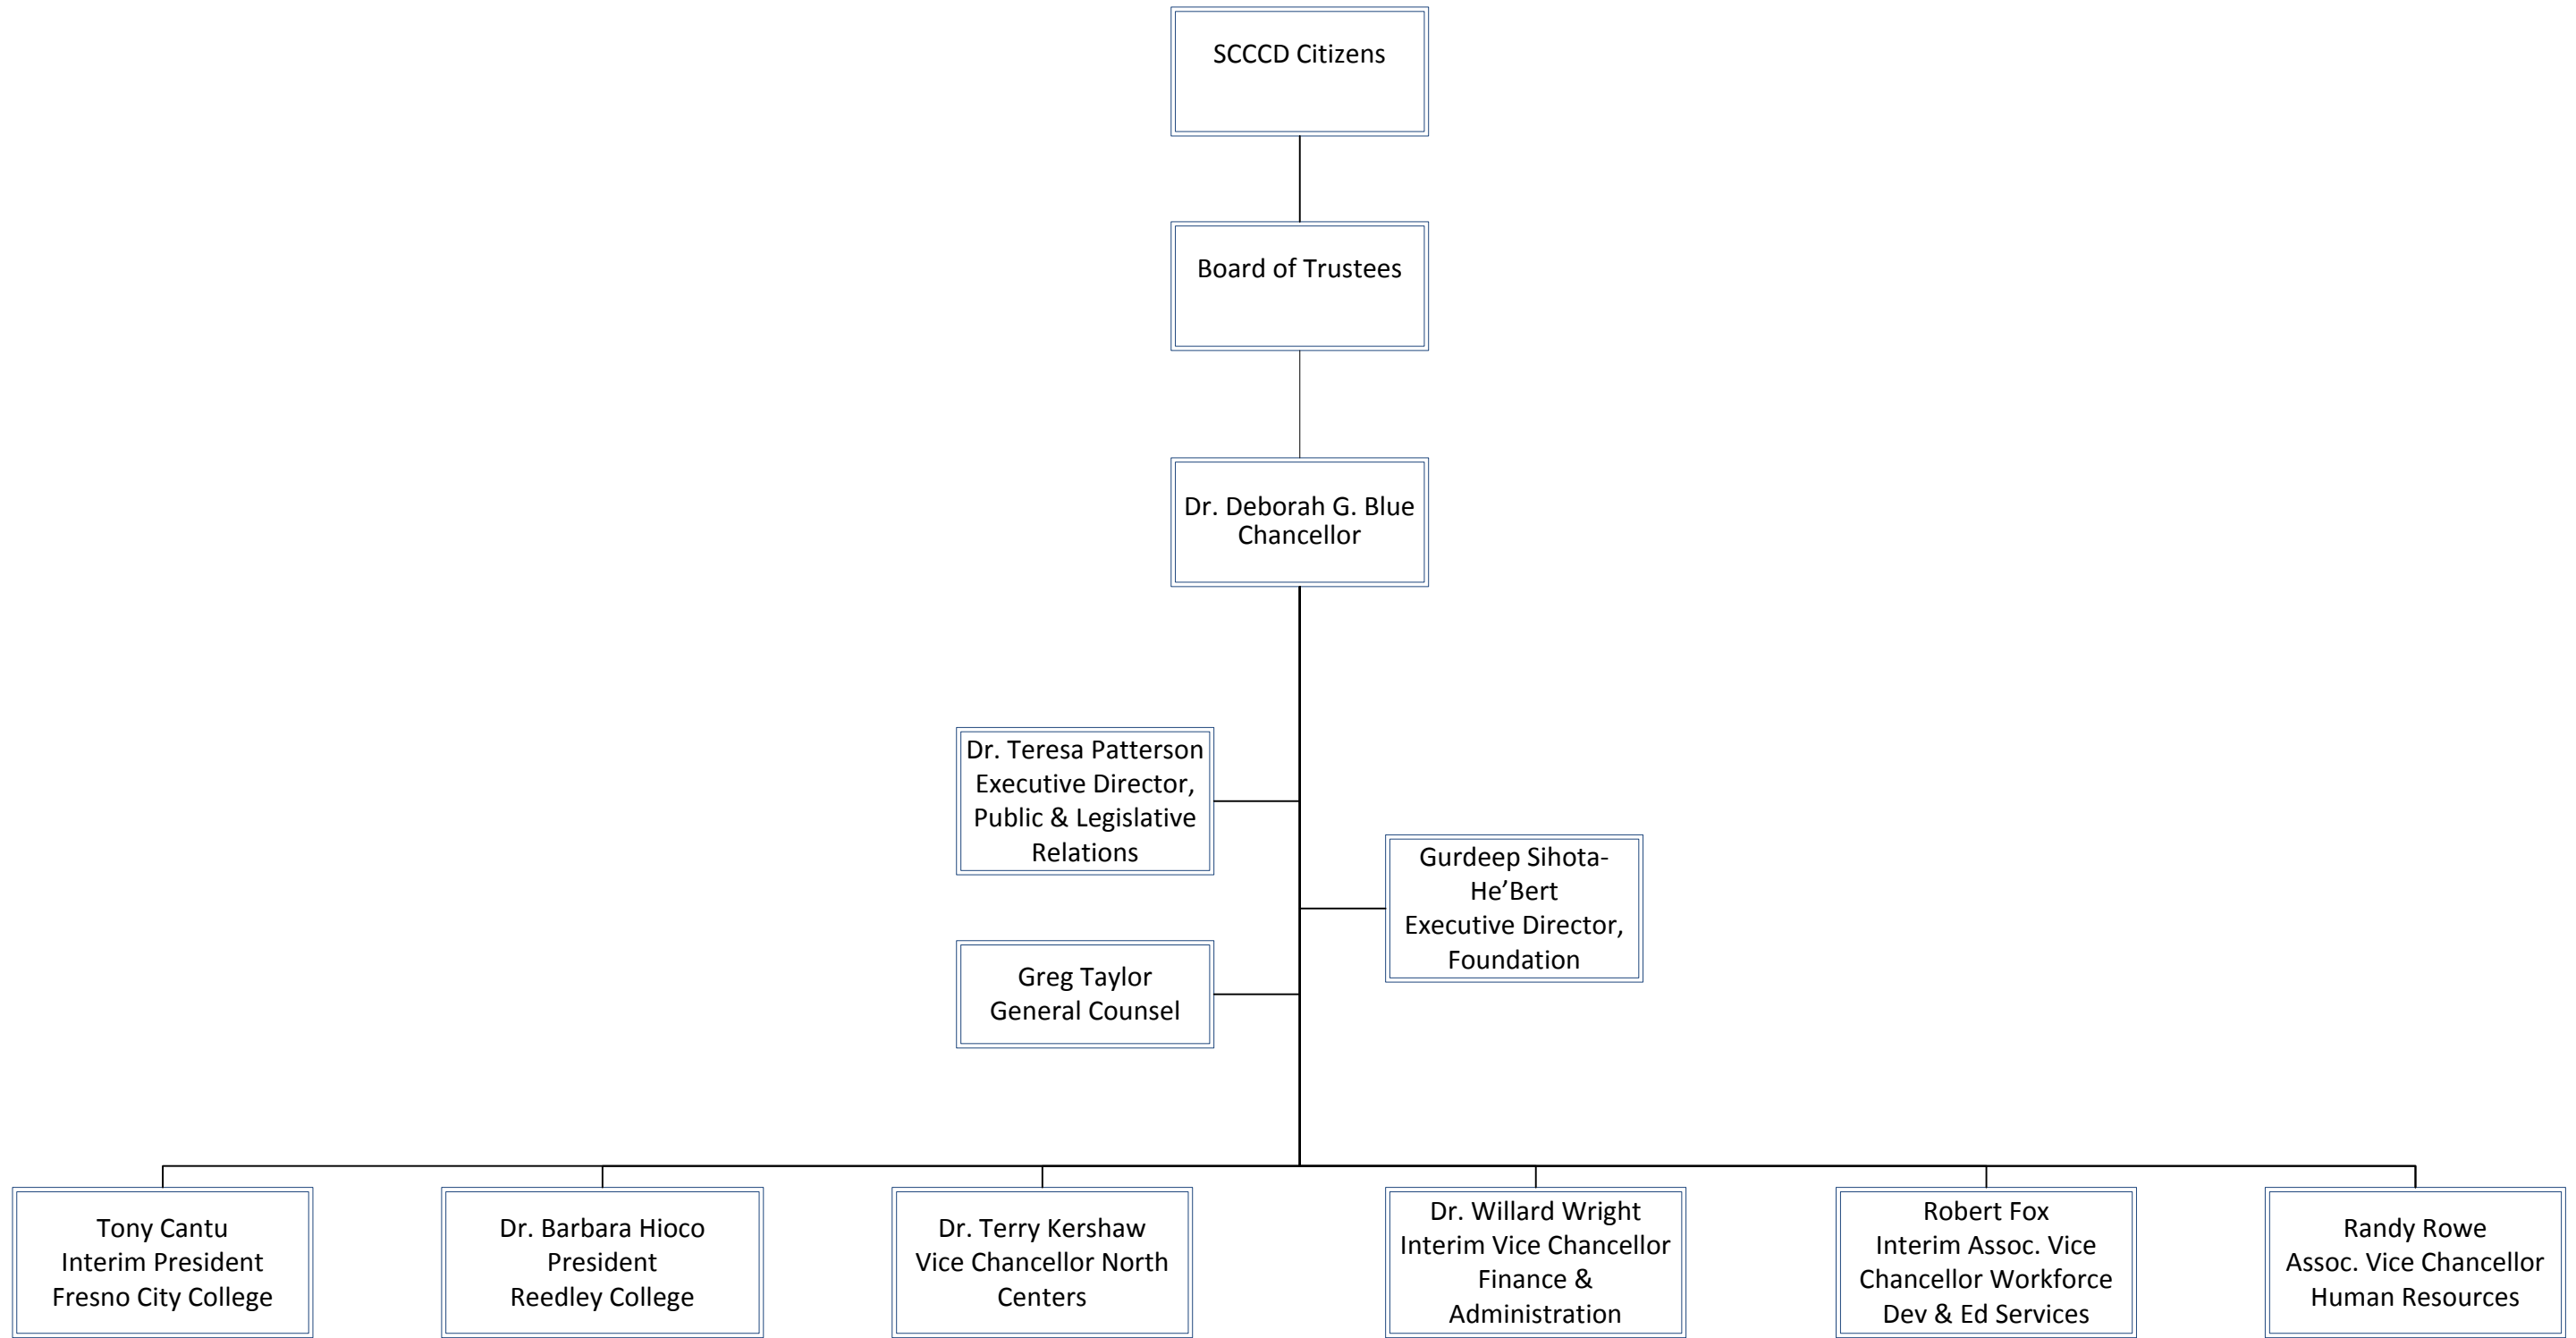 SCCCD Citizens
Board of Trustees
Dr. Deborah G. Blue
Chancellor
Dr. Teresa Patterson
Executive Director,
Public & Legislative
Relations
Gurdeep Sihota-
He’Bert
Executive Director,
Foundation
Greg Taylor
General Counsel
Tony Cantu
Interim President
Fresno City College
Dr. Barbara Hioco
President
Reedley College
Dr. Terry Kershaw
Vice Chancellor North
Centers
Dr. Willard Wright
Interim Vice Chancellor
Finance &
Administration
Robert Fox
Interim Assoc. Vice
Chancellor Workforce
Dev & Ed Services
Randy Rowe
Assoc. Vice Chancellor
Human Resources